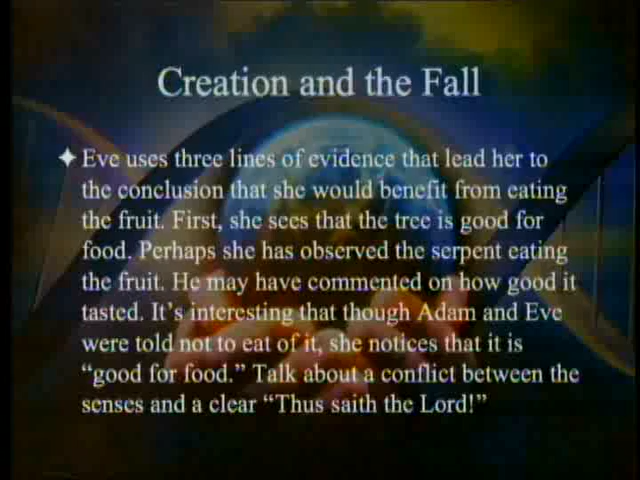 Creation and the Fall
Eve uses three lines of evidence that lead her to
the conclusion that she would benefit from eating
the fruit. First, she sees that the tree is good for
food. Perhaps she has observed the serpent eating
the fruit. He may have commented on how good it
tasted. It’s interesting that though Adam and Eve
were told not to eat of it, she notices that it is
“good for food.” Talk about a conflict between the
senses and a clear “Thus saith the Lord!”